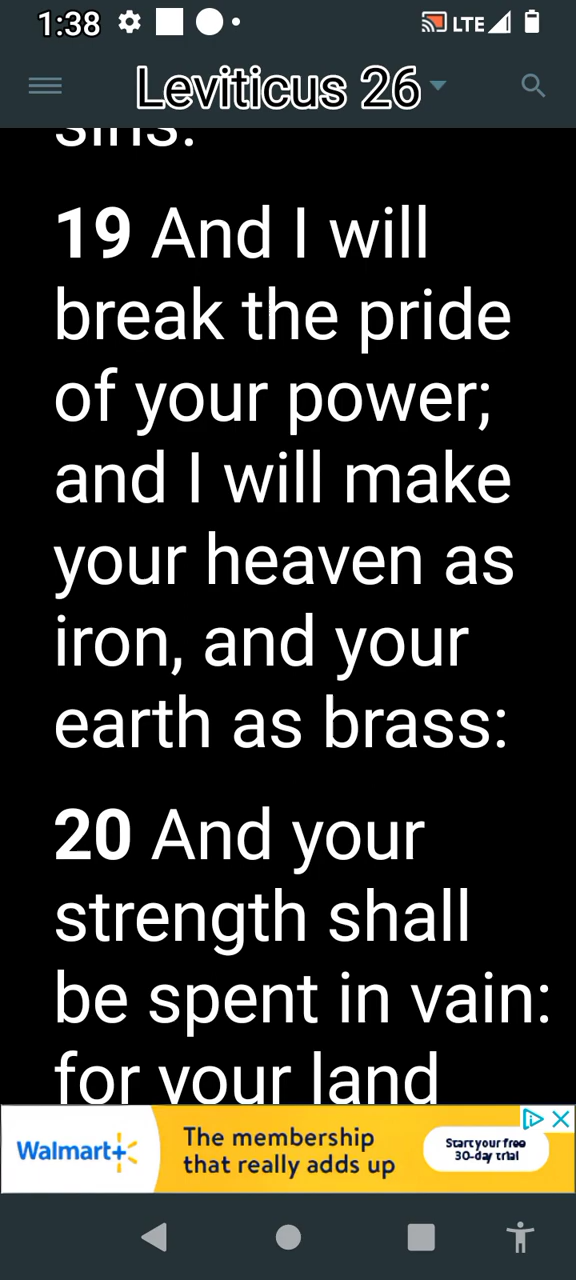 1:38
LTE
Leviticus 26
sins.
19 And I will
break the pride
of your power;
and I will make
your heaven as
iron, and your
earth as brass:
20 And your
strength shall
be spent in vain:
for your land
Walmart+
The membership
that really adds up
Start your free
30-day trial